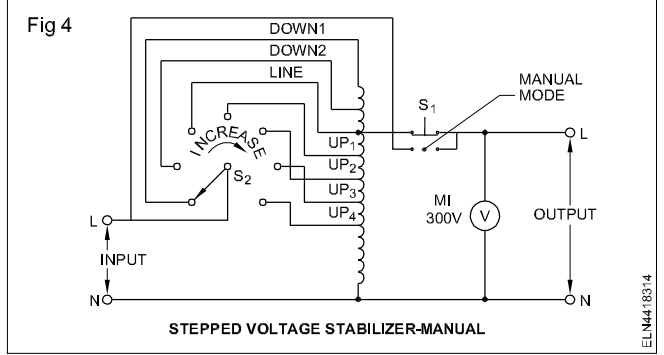 Fig 4
DOWN1
DOWN2
LINE
MANUAL
MODE
S1
INCREASE
S2
UP1
UP2
UP3
UP4
MI
300V
V
L
OUTPUT
N
L
INPUT
N
STEPPED VOLTAGE STABILIZER-MANUAL
ELN4418314